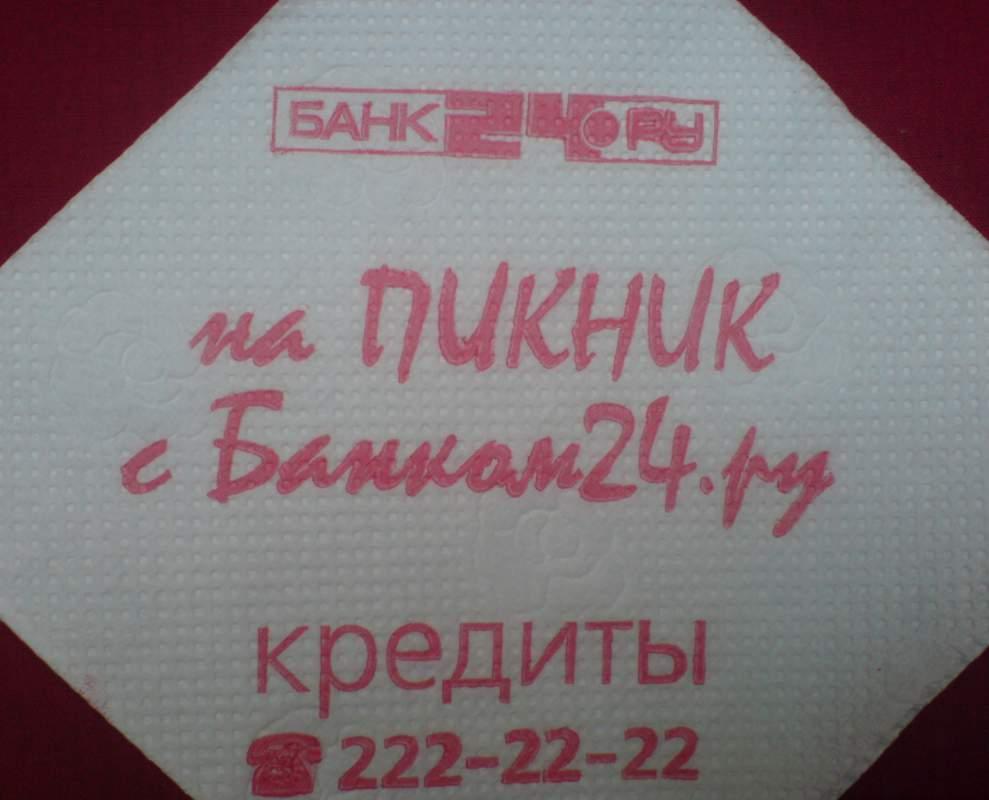 БАНК24.РУ
на ПИКНИК
с Банком24.ру
кредиты
222-22-22